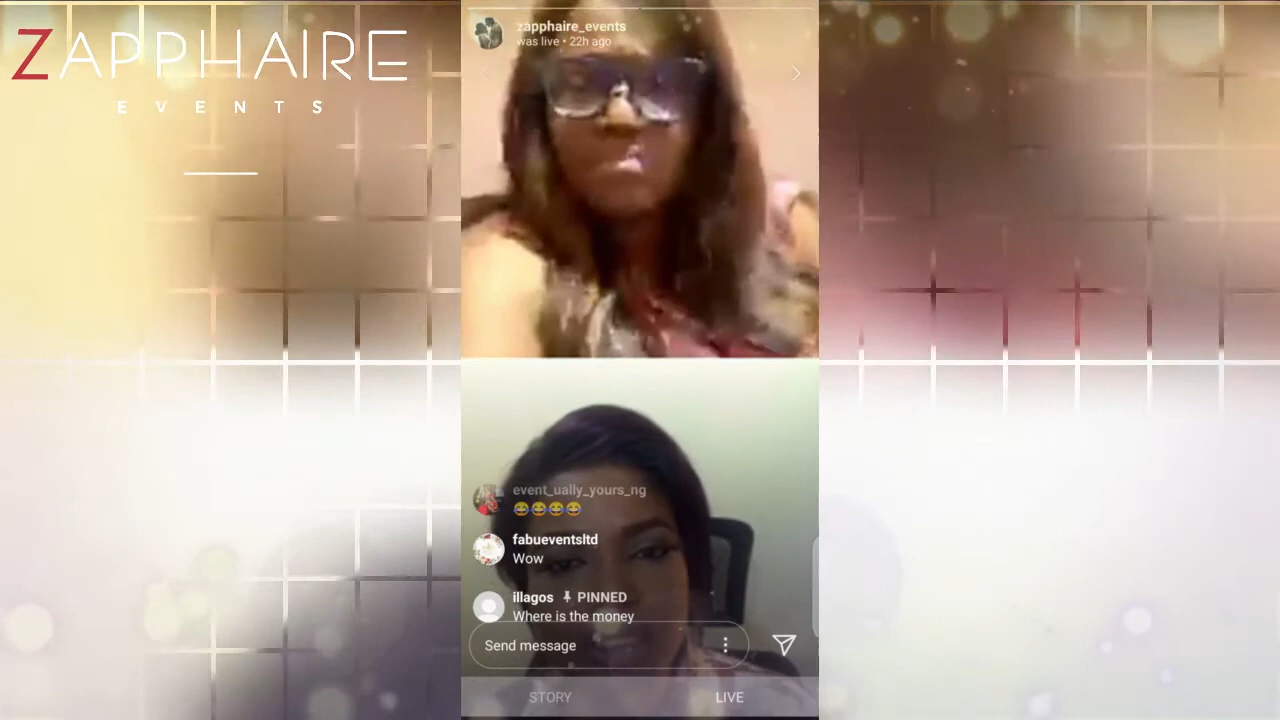 ZAPPHAIRE
EVENTS
zapphaire_events
was live • 22h ago
event_ually_yours_ng
😂😂😂😂
fabueventsltd
Wow
illagos PINNED
Where is the money
Send message
STORY
LIVE